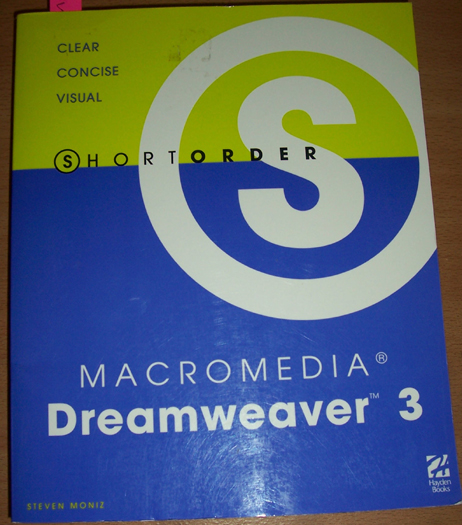 CLEAR
CONCISE
VISUAL
SHORTORDER
S
MACROMEDIA®
Dreamweaver™ 3
Hayden
Books
STEVEN MONIZ